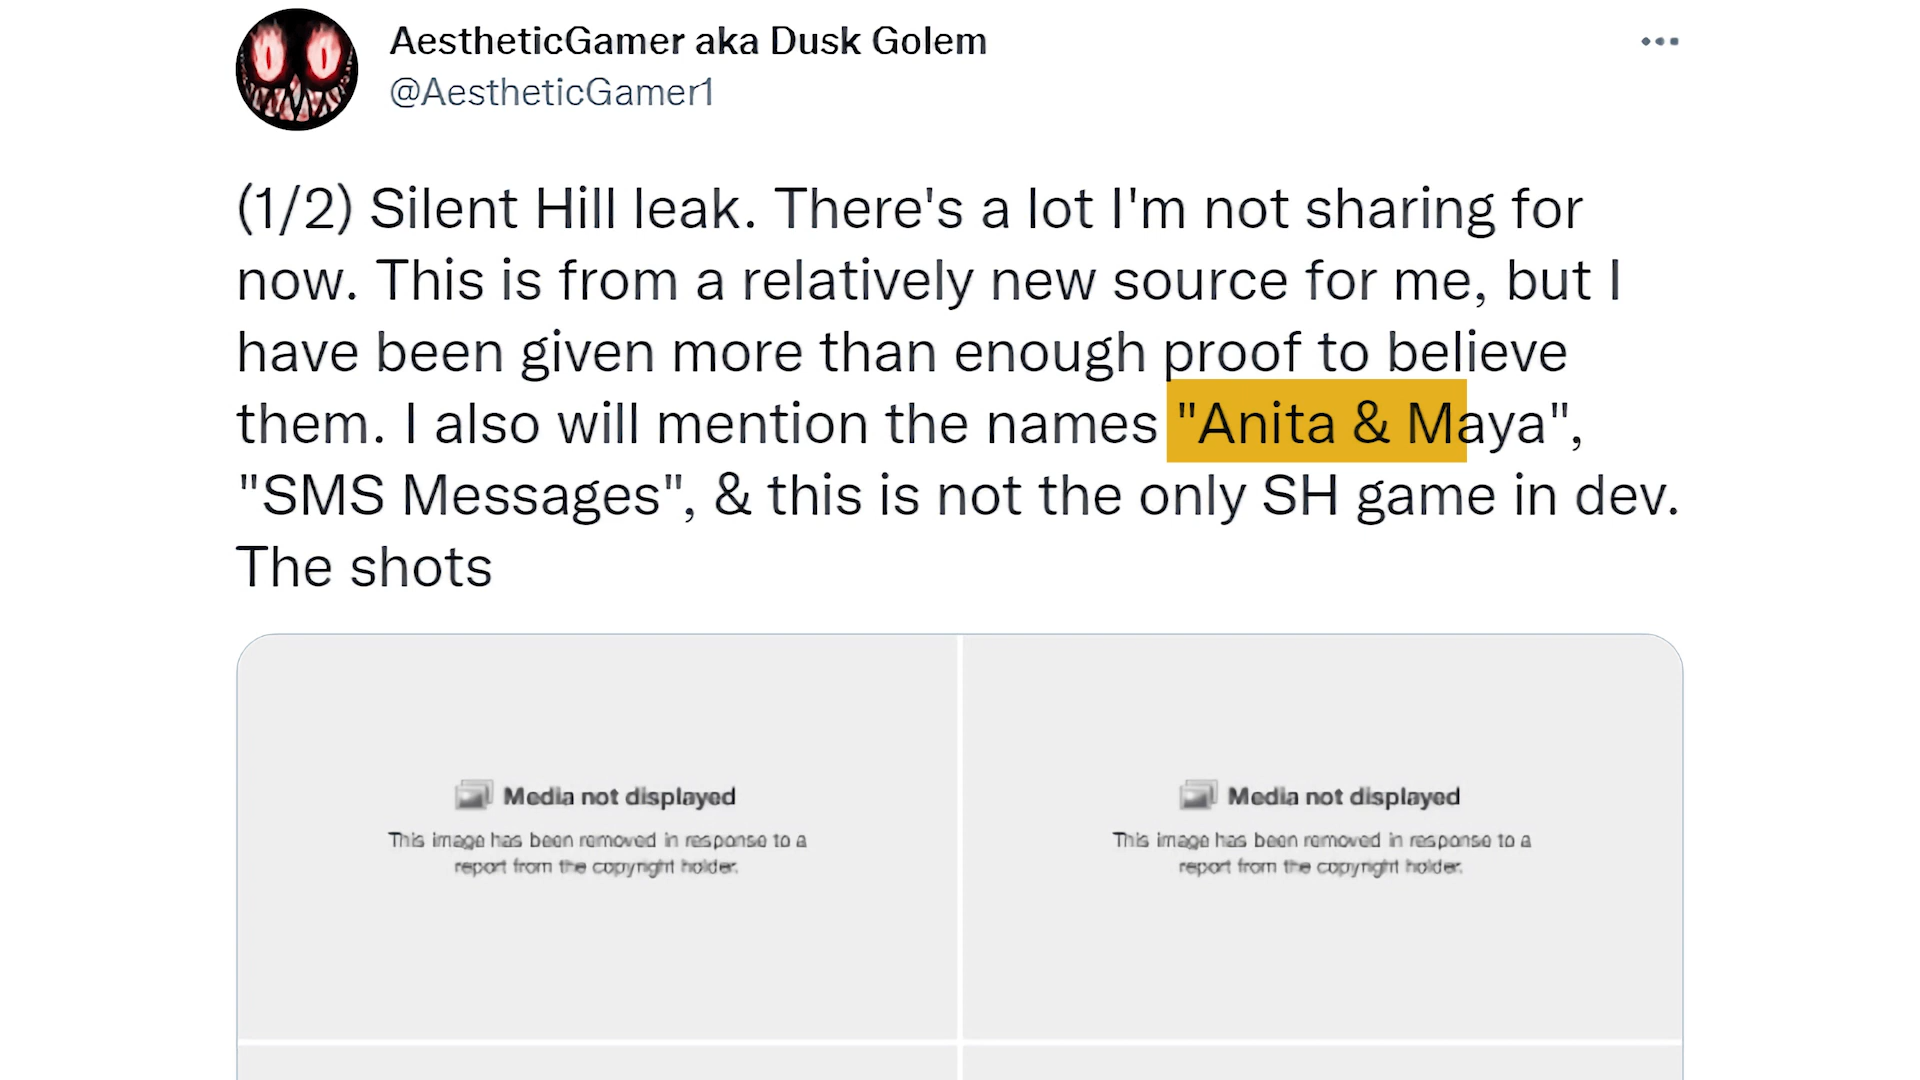 AestheticGamer aka Dusk Golem
@AestheticGamer1
(1/2) Silent Hill leak. There's a lot I'm not sharing for
now. This is from a relatively new source for me, but I
have been given more than enough proof to believe
them. I also will mention the names "Anita & Maya",
"SMS Messages", & this is not the only SH game in dev.
The shots
Media not displayed
This image has been removed in response to a
report from the copyright holder.
Media not displayed
This image has been removed in response to a
report from the copyright holder.